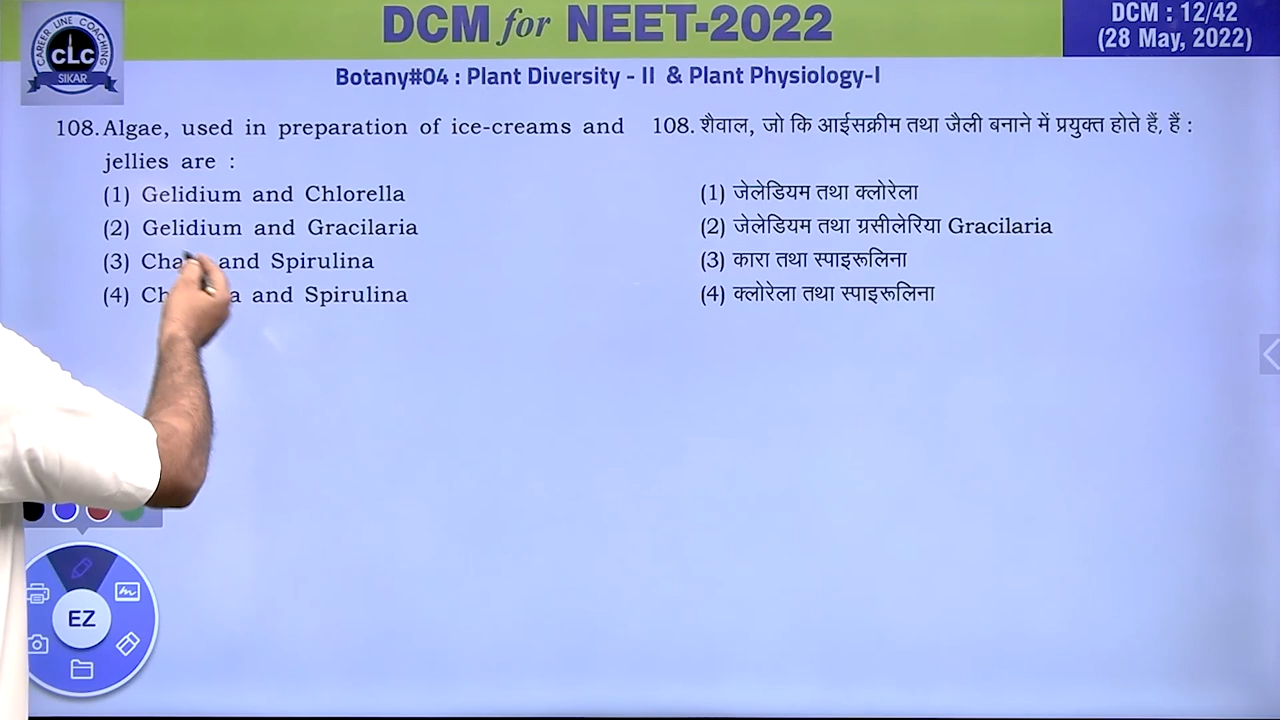 DCM for NEET-2022
DCM : 12/42
(28 May, 2022)
CAREER LINE COACHING
CLC
SIKAR
Botany#04 : Plant Diversity - II & Plant Physiology-I
108. Algae, used in preparation of ice-creams and
jellies are :
(1) Gelidium and Chlorella
(2) Gelidium and Gracilaria
(3) and Spirulina
(4) and Spirulina
108. शैवाल, जो कि आईसक्रीम तथा जैली बनाने में प्रयुक्त होते हैं, हैं :
(1) जेलेडियम तथा क्लोरेला
(2) जेलेडियम तथा ग्रसीलेरिया Gracilaria
(3) कारा तथा स्पाइरूलिना
(4) क्लोरेला तथा स्पाइरूलिना
EZ